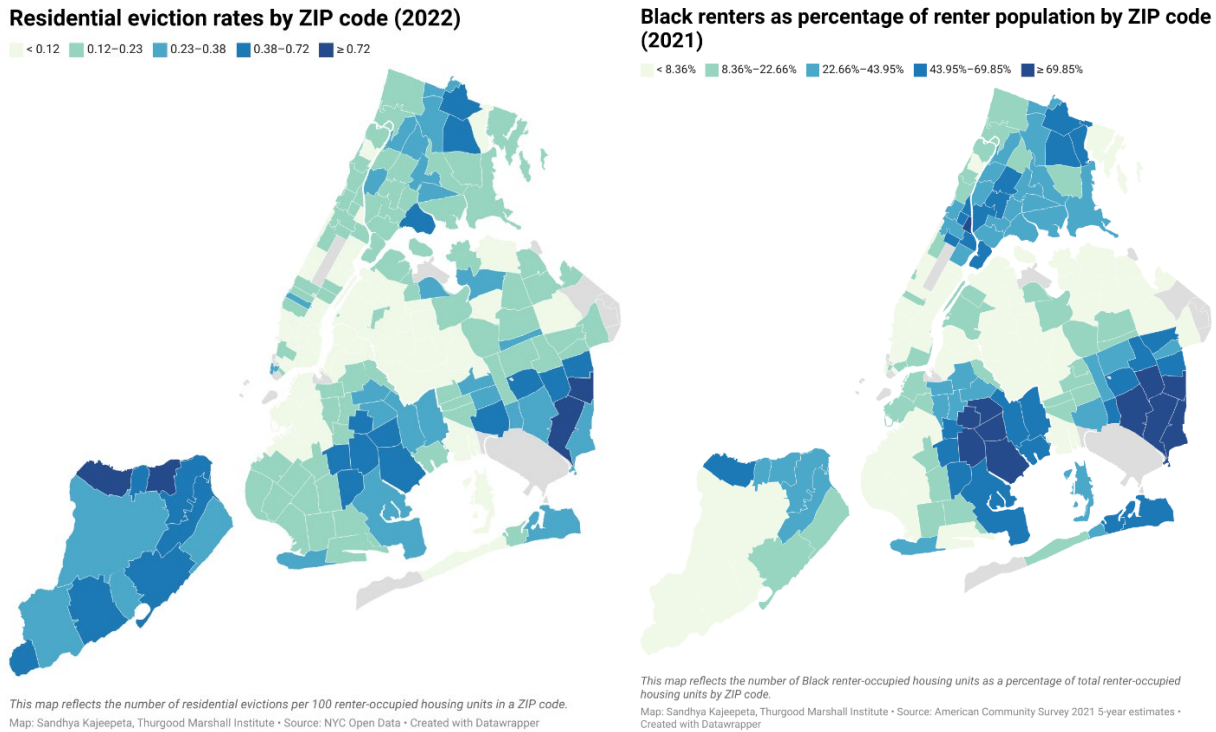 Residential eviction rates by ZIP code (2022)
< 0.12 0.12–0.23 0.23–0.38 0.38–0.72 ≥ 0.72
This map reflects the number of residential evictions per 100 renter-occupied housing units in a ZIP code.
Map: Sandhya Kajeepeta, Thurgood Marshall Institute • Source: NYC Open Data • Created with Datawrapper
Black renters as percentage of renter population by ZIP code
(2021)
< 8.36% 8.36%–22.66% 22.66%–43.95% 43.95%–69.85% ≥ 69.85%
This map reflects the number of Black renter-occupied housing units as a percentage of total renter-occupied
housing units by ZIP code.
Map: Sandhya Kajeepeta, Thurgood Marshall Institute • Source: American Community Survey 2021 5-year estimates •
Created with Datawrapper